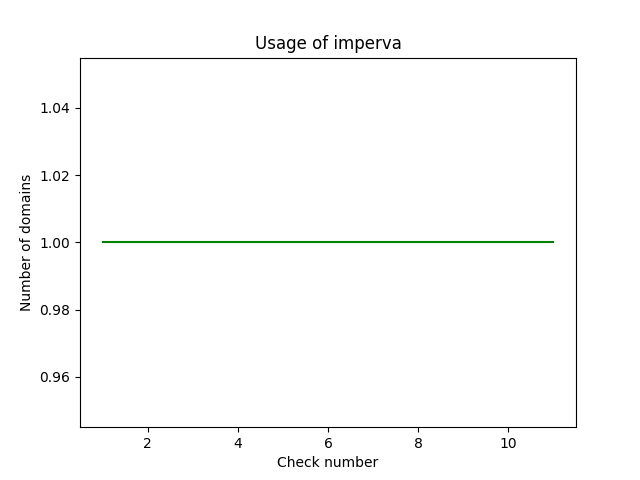 Usage of imperva
Number of domains
1.04
1.02
1.00
0.98
0.96
2 4 6 8 10
Check number